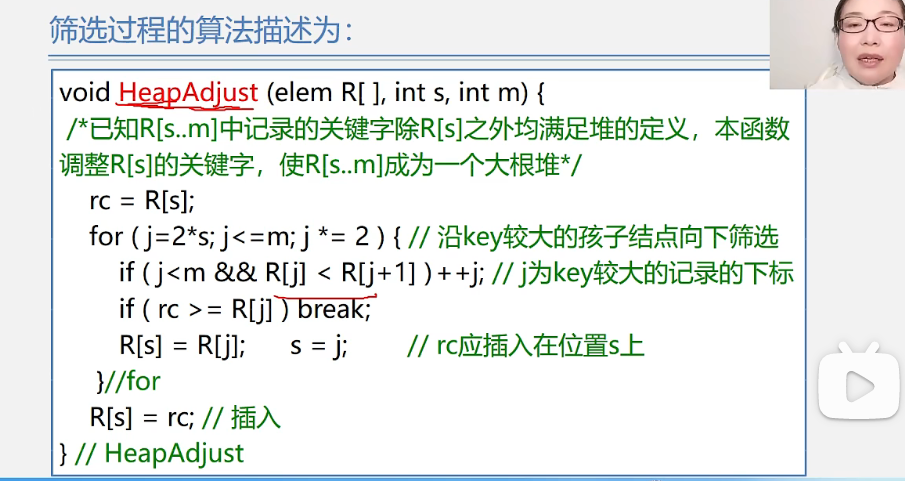 筛选过程的算法描述为：
void HeapAdjust (elem R[ ], int s, int m) {
/*已知R[s..m]中记录的关键字除R[s]之外均满足堆的定义，本函数
调整R[s]的关键字，使R[s..m]成为一个大根堆*/
rc = R[s];
for ( j=2*s; j<=m; j *= 2 ) { // 沿key较大的孩子结点向下筛选
if ( j<m && R[j] < R[j+1] ) ++j; // j为key较大的记录的下标
if ( rc >= R[j] ) break;
R[s] = R[j]; s = j; // rc应插入在位置s上
}//for
R[s] = rc; // 插入
} // HeapAdjust